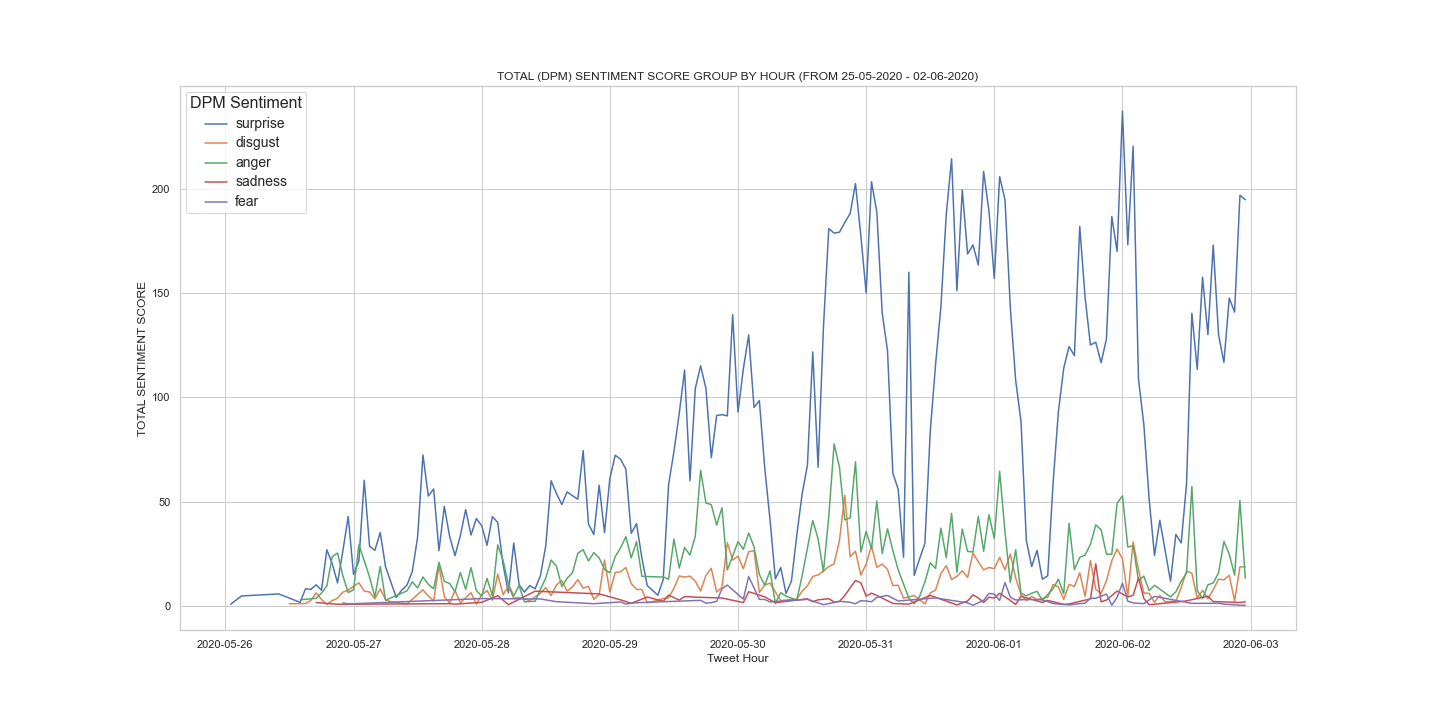 TOTAL (DPM) SENTIMENT SCORE GROUP BY HOUR (FROM 25-05-2020 - 02-06-2020)
DPM Sentiment
surprise
disgust
anger
sadness
fear
TOTAL SENTIMENT SCORE
200
150
100
50
0
2020-05-26
2020-05-27
2020-05-28
2020-05-29
2020-05-30
2020-05-31
2020-06-01
2020-06-02
2020-06-03
Tweet Hour